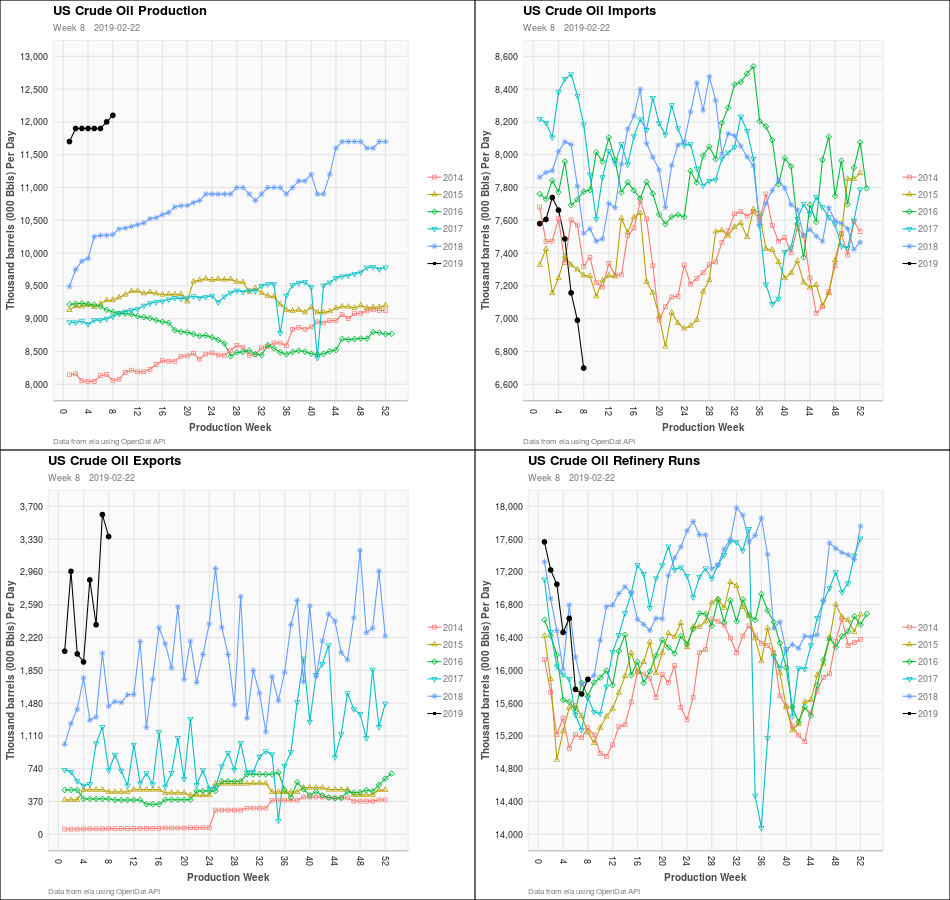 US Crude Oil Production
Week 8 2019-02-22
Thousand barrels (000 Bbls) Per Day
13,000
12,500
12,000
11,500
11,000
10,500
10,000
9,500
9,000
8,500
8,000
0 4 8 12 16 20 24 28 32 36 40 44 48 52
Production Week
2014
2015
2016
2017
2018
2019
Data from eia using OpenDat API
US Crude Oil Imports
Week 8 2019-02-22
Thousand barrels (000 Bbls) Per Day
8,600
8,400
8,200
8,000
7,800
7,600
7,400
7,200
7,000
6,800
6,600
0 4 8 12 16 20 24 28 32 36 40 44 48 52
Production Week
2014
2015
2016
2017
2018
2019
Data from eia using OpenDat API
US Crude Oil Exports
Week 8 2019-02-22
Thousand barrels (000 Bbls) Per Day
3,700
3,330
2,960
2,590
2,220
1,850
1,480
1,110
740
370
0
0 4 8 12 16 20 24 28 32 36 40 44 48 52
Production Week
2014
2015
2016
2017
2018
2019
Data from eia using OpenDat API
US Crude Oil Refinery Runs
Week 8 2019-02-22
Thousand barrels (000 Bbls) Per Day
18,000
17,600
17,200
16,800
16,400
16,000
15,600
15,200
14,800
14,400
14,000
0 4 8 12 16 20 24 28 32 36 40 44 48 52
Production Week
2014
2015
2016
2017
2018
2019
Data from eia using OpenDat API